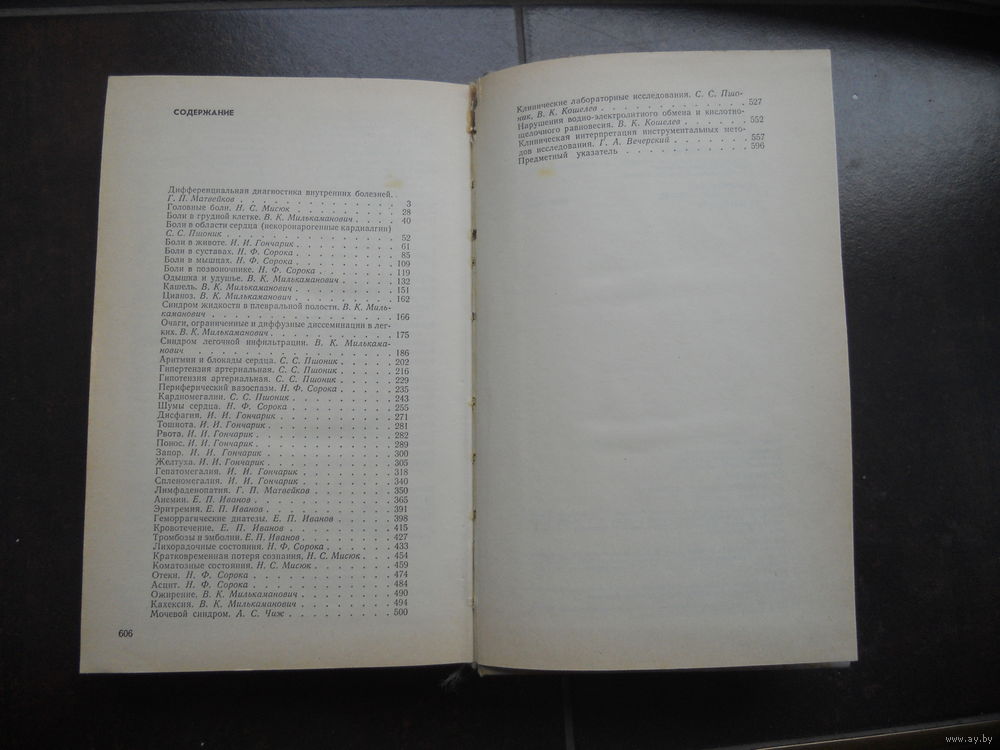 СОДЕРЖАНИЕ
Дифференциальная диагностика внутренних болезней.
Г. П. Матвейков . . . . . . . . . . . . . . 3
Головные боли. Н. С. Мисюк . . . . . . . . . 28
Боли в грудной клетке. В. К. Милькаманович . . . . 40
Боли в области сердца (некоронарогенные кардиалгии)
С. С. Пшоник . . . . . . . . . . . . . . 52
Боли в животе. И. И. Гончарик . . . . . . . . 61
Боли в суставах. Н. Ф. Сорока . . . . . . . . 85
Боли в мышцах. Н. Ф. Сорока . . . . . . . . 109
Боли в позвоночнике. Н. Ф. Сорока . . . . . . 119
Одышка и удушье. В. К. Милькаманович . . . . . 132
Кашель. В. К. Милькаманович . . . . . . . . 151
Цианоз. В. К. Милькаманович . . . . . . . . 162
Синдром жидкости в плевральной полости. В. К. Миль-
каманович . . . . . . . . . . . . . . . 166
Очаги, ограниченные и диффузные диссеминации в лег-
ких. В. К. Милькаманович . . . . . . . . . . 175
Синдром легочной инфильтрации. В. К. Милькама-
нович . . . . . . . . . . . . . . . . 186
Аритмии и блокады сердца. С. С. Пшоник . . . . . 202
Гипертензия артериальная. С. С. Пшоник . . . . . 216
Гипотензия артериальная. С. С. Пшоник . . . . . 229
Периферический вазоспазм. Н. Ф. Сорока . . . . . 235
Кардиомегалии. С. С. Пшоник . . . . . . . . 243
Шумы сердца. Н. Ф. Сорока . . . . . . . . . 255
Дисфагия. И. И. Гончарик . . . . . . . . . . 271
Тошнота. И. И. Гончарик . . . . . . . . . . 281
Рвота. И. И. Гончарик . . . . . . . . . . . 282
Понос. И. И. Гончарик . . . . . . . . . . . 289
Запор. И. И. Гончарик . . . . . . . . . . . 300
Желтуха. И. И. Гончарик . . . . . . . . . . 305
Гепатомегалия. И. И. Гончарик . . . . . . . . 318
Спленомегалия. И. И. Гончарик . . . . . . . . 340
Лимфаденопатия. Г. П. Матвейков . . . . . . . 350
Анемии. Е. П. Иванов . . . . . . . . . . . 365
Эритремия. Е. П. Иванов . . . . . . . . . . 391
Геморрагические диатезы. Е. П. Иванов . . . . . 398
Кровотечение. Е. П. Иванов . . . . . . . . . 415
Тромбозы и эмболии. Е. П. Иванов . . . . . . . 427
Лихорадочные состояния. Н. Ф. Сорока . . . . . . 433
Кратковременная потеря сознания. Н. С. Мисюк . . . 454
Коматозные состояния. Н. С. Мисюк . . . . . . . 459
Отеки. Н. Ф. Сорока . . . . . . . . . . . 474
Асцит. Н. Ф. Сорока . . . . . . . . . . . 484
Ожирение. В. К. Милькаманович . . . . . . . . 490
Кахексия. В. К. Милькаманович . . . . . . . . 494
Мочевой синдром. А. С. Чиж . . . . . . . . . 500
606
Клинические лабораторные исследования. С. С. Пшо-
ник, В. К. Кошелев . . . . . . . . . . . . 527
Нарушения водно-электролитного обмена и кислотно-
щелочного равновесия. В. К. Кошелев . . . . . . 552
Клиническая интерпретация инструментальных мето-
дов исследования. Г. А. Вечерский . . . . . . . 557
Предметный указатель . . . . . . . . . . . 596
www.ay.by